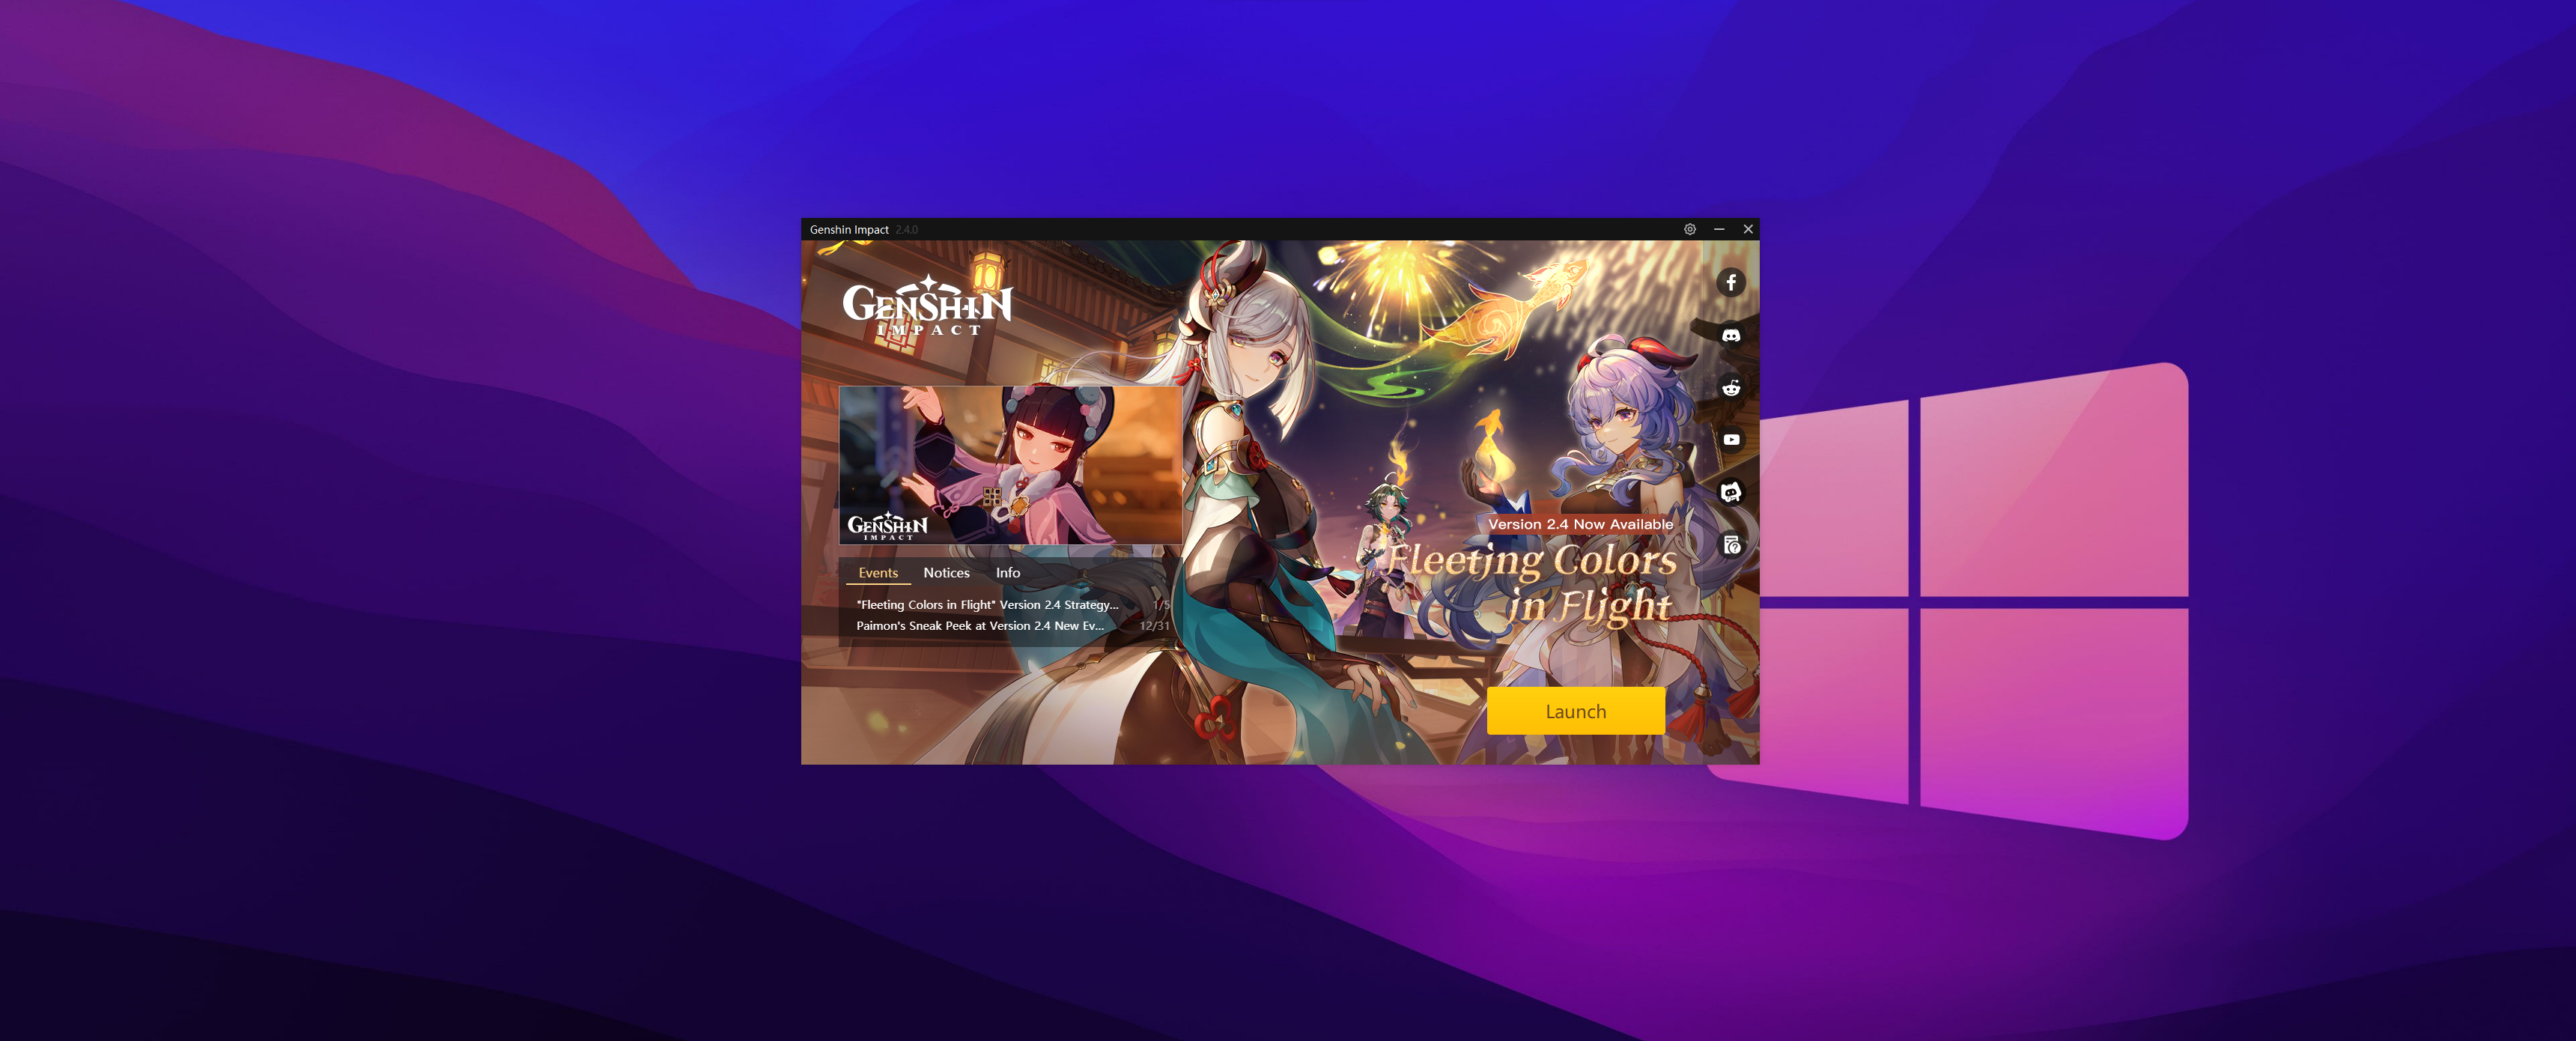 Genshin Impact 2.4.0
GENSHIN
IMPACT
GENSHIN
IMPACT
Version 2.4 Now Available
Fleeting Colors
in Flight
Events Notices Info
"Fleeting Colors in Flight" Version 2.4 Strategy... 1/5
Paimon's Sneak Peek at Version 2.4 New Ev... 12/31
Launch